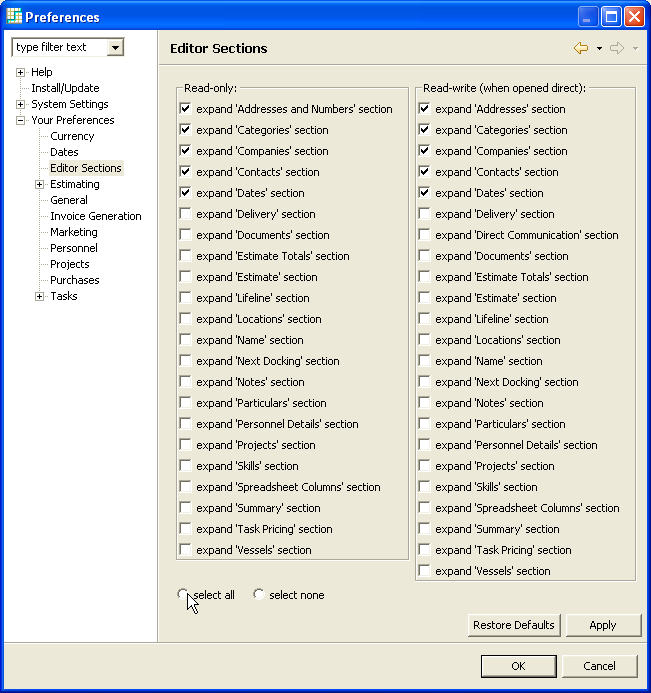 Preferences
type filter text
Help
Install/Update
System Settings
Your Preferences
Currency
Dates
Editor Sections
Estimating
General
Invoice Generation
Marketing
Personnel
Projects
Purchases
Tasks
Editor Sections
Read-only:
expand 'Addresses and Numbers' section
expand 'Categories' section
expand 'Companies' section
expand 'Contacts' section
expand 'Dates' section
expand 'Delivery' section
expand 'Documents' section
expand 'Estimate Totals' section
expand 'Estimate' section
expand 'Lifeline' section
expand 'Locations' section
expand 'Name' section
expand 'Next Docking' section
expand 'Notes' section
expand 'Particulars' section
expand 'Personnel Details' section
expand 'Projects' section
expand 'Skills' section
expand 'Spreadsheet Columns' section
expand 'Summary' section
expand 'Task Pricing' section
expand 'Vessels' section
Read-write (when opened direct):
expand 'Addresses' section
expand 'Categories' section
expand 'Companies' section
expand 'Contacts' section
expand 'Dates' section
expand 'Delivery' section
expand 'Direct Communication' section
expand 'Documents' section
expand 'Estimate Totals' section
expand 'Estimate' section
expand 'Lifeline' section
expand 'Locations' section
expand 'Name' section
expand 'Next Docking' section
expand 'Notes' section
expand 'Particulars' section
expand 'Personnel Details' section
expand 'Projects' section
expand 'Skills' section
expand 'Spreadsheet Columns' section
expand 'Summary' section
expand 'Task Pricing' section
expand 'Vessels' section
select all select none
Restore Defaults Apply
OK Cancel